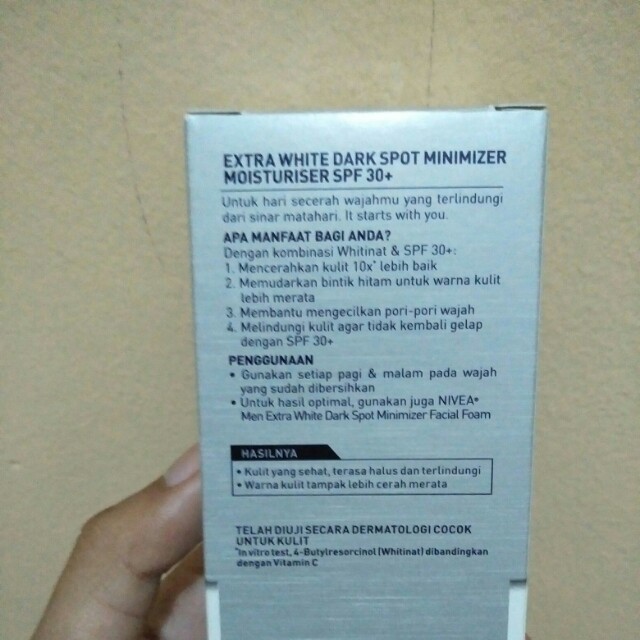 EXTRA WHITE DARK SPOT MINIMIZER
MOISTURISER SPF 30+
Untuk hari secerah wajahmu yang terlindungi
dari sinar matahari. It starts with you.
APA MANFAAT BAGI ANDA?
Dengan kombinasi Whitinat & SPF 30+:
1. Mencerahkan kulit 10x* lebih baik
2. Memudarkan bintik hitam untuk warna kulit
lebih merata
3. Membantu mengecilkan pori-pori wajah
4. Melindungi kulit agar tidak kembali gelap
dengan SPF 30+
PENGGUNAAN
• Gunakan setiap pagi & malam pada wajah
yang sudah dibersihkan
• Untuk hasil optimal, gunakan juga NIVEA®
Men Extra White Dark Spot Minimizer Facial Foam
HASILNYA
• Kulit yang sehat, terasa halus dan terlindungi
• Warna kulit tampak lebih cerah merata
TELAH DIUJI SECARA DERMATOLOGI COCOK
UNTUK KULIT
*In vitro test, 4-Butylresorcinol (Whitinat) dibandingkan
dengan Vitamin C